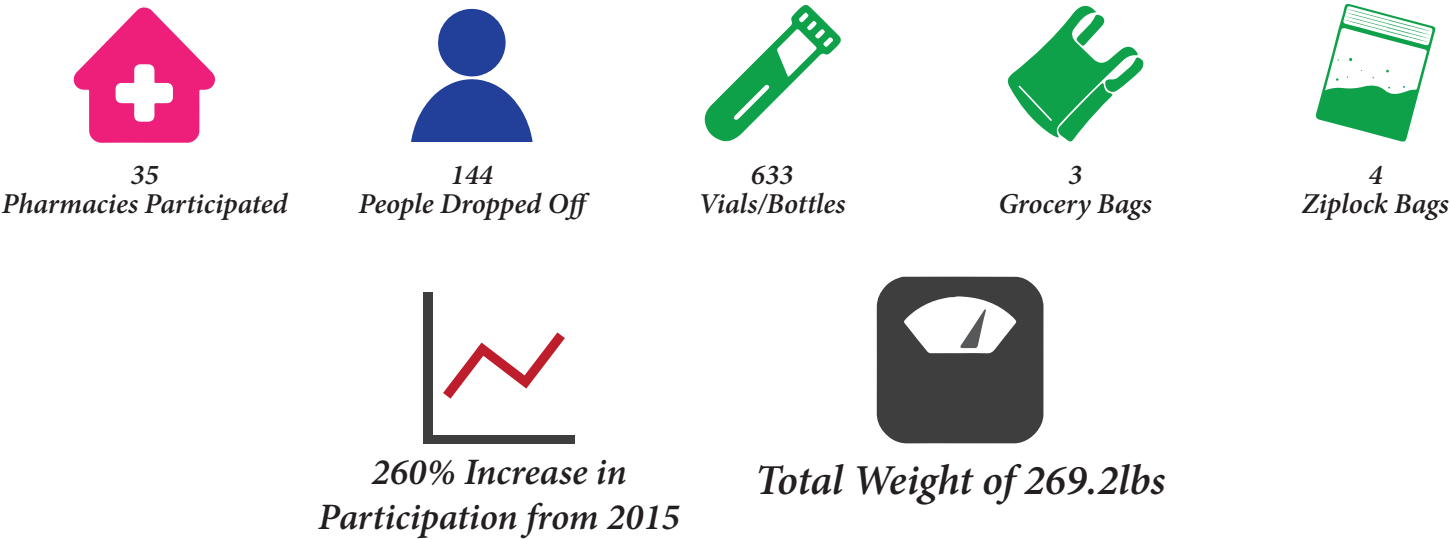 35
Pharmacies Participated
144
People Dropped Off
633
Vials/Bottles
3
Grocery Bags
4
Ziplock Bags
260% Increase in
Participation from 2015
Total Weight of 269.2lbs